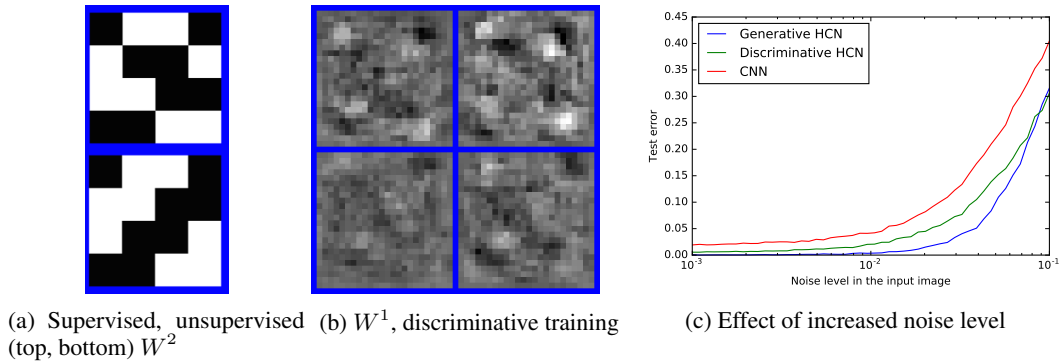 0.45
0.40
0.35
0.30
0.25
0.20
0.15
0.10
0.05
0.00
Test error
Generative HCN
Discriminative HCN
CNN
10^-3
10^-2
10^-1
Noise level in the input image
(a) Supervised, unsupervised
(top, bottom) W^2
(b) W^1, discriminative training
(c) Effect of increased noise level